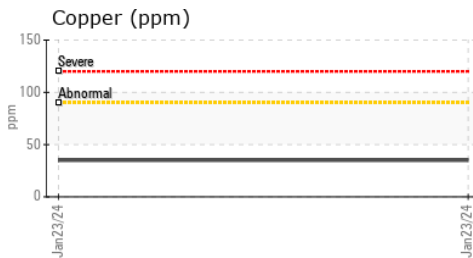 Copper (ppm)
150
Severe
100
Abnormal
ppm
50
0
Jan23/24
Jan23/24